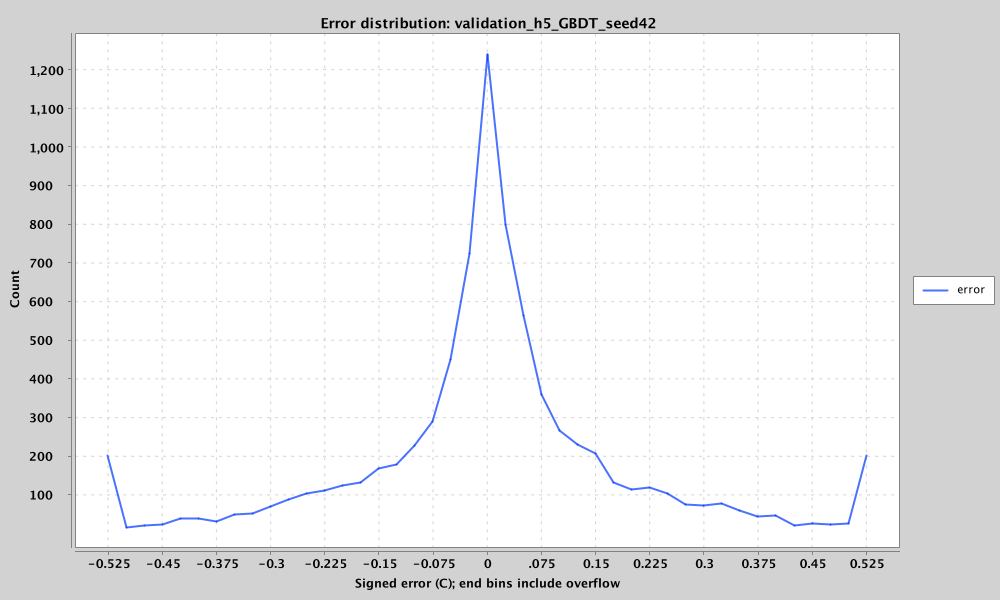 Error distribution: validation_h5_GBDT_seed42
1,200
1,100
1,000
900
800
700
600
500
400
300
200
100
Count
error
-0.525 -0.45 -0.375 -0.3 -0.225 -0.15 -0.075 0 .075 0.15 0.225 0.3 0.375 0.45 0.525
Signed error (C); end bins include overflow